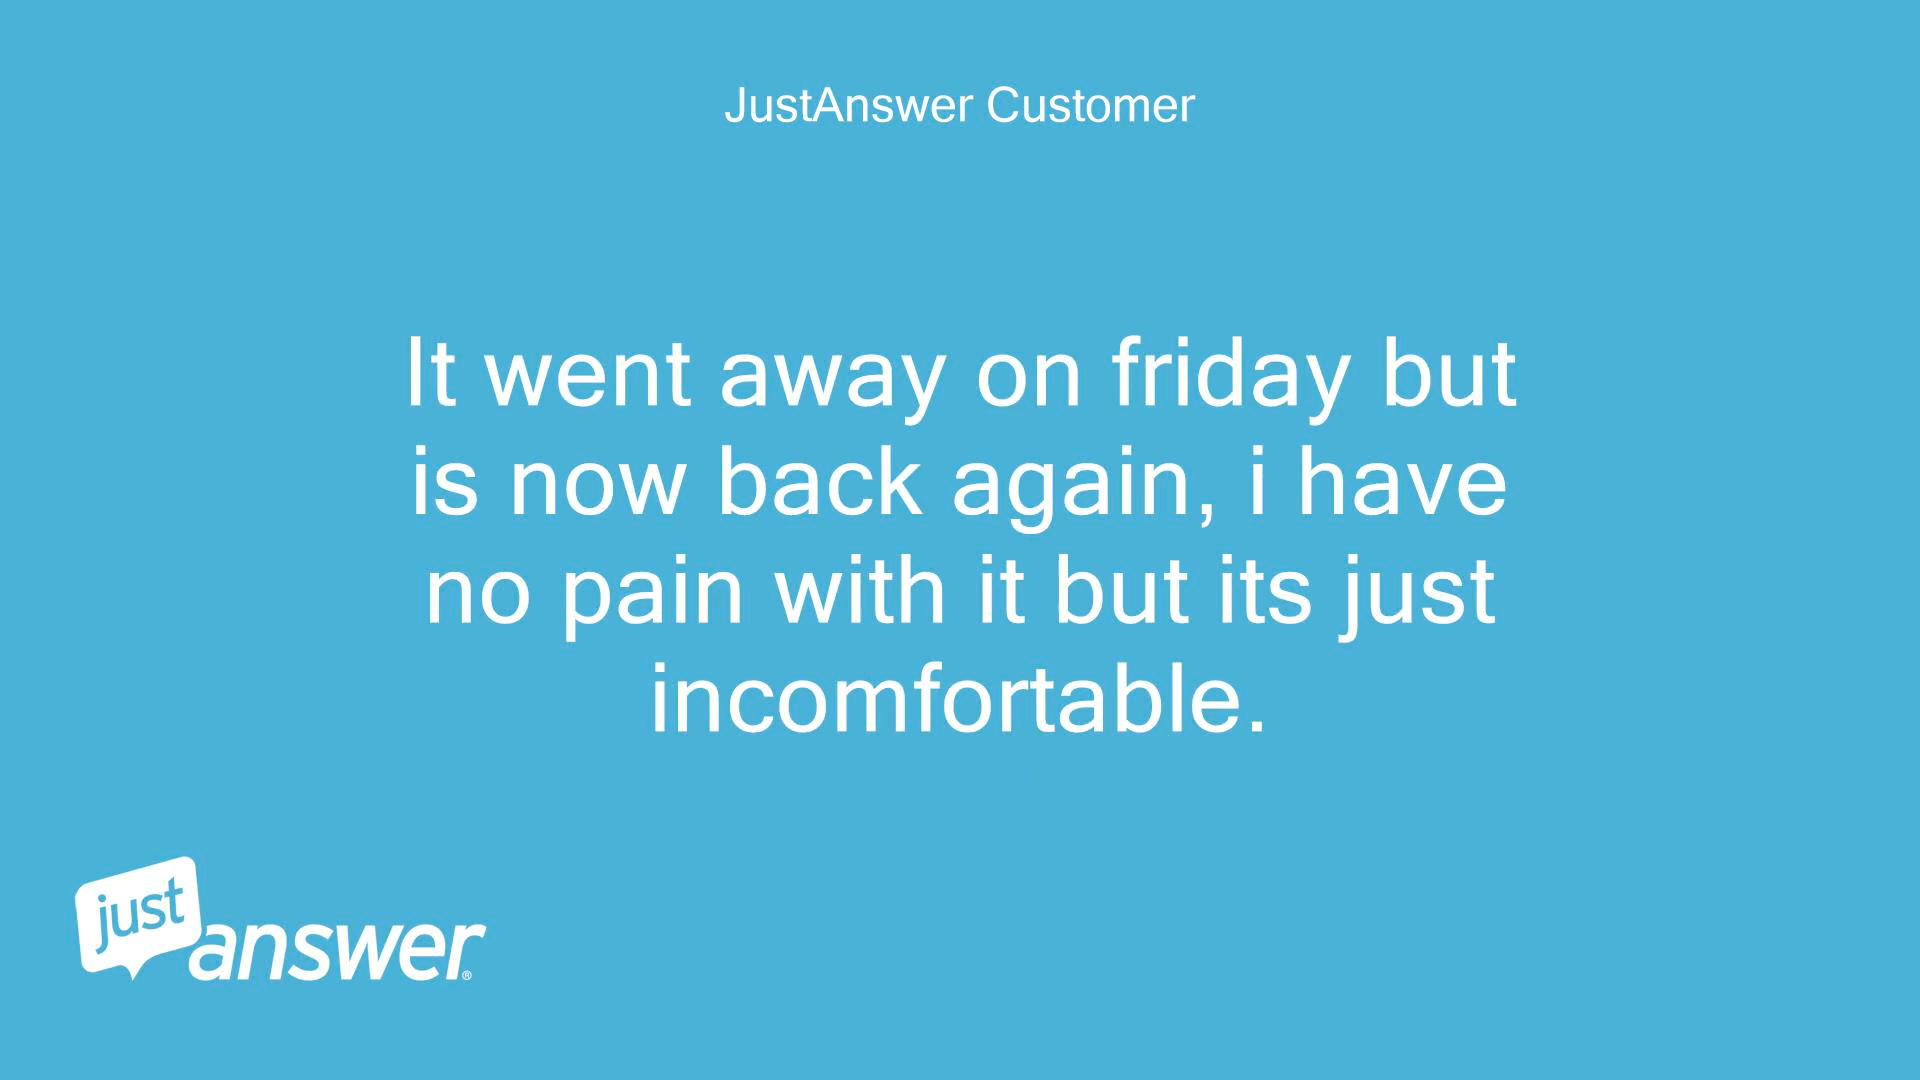 JustAnswer Customer
It went away on friday but
is now back again, i have
no pain with it but its just
incomfortable.
just
answer®